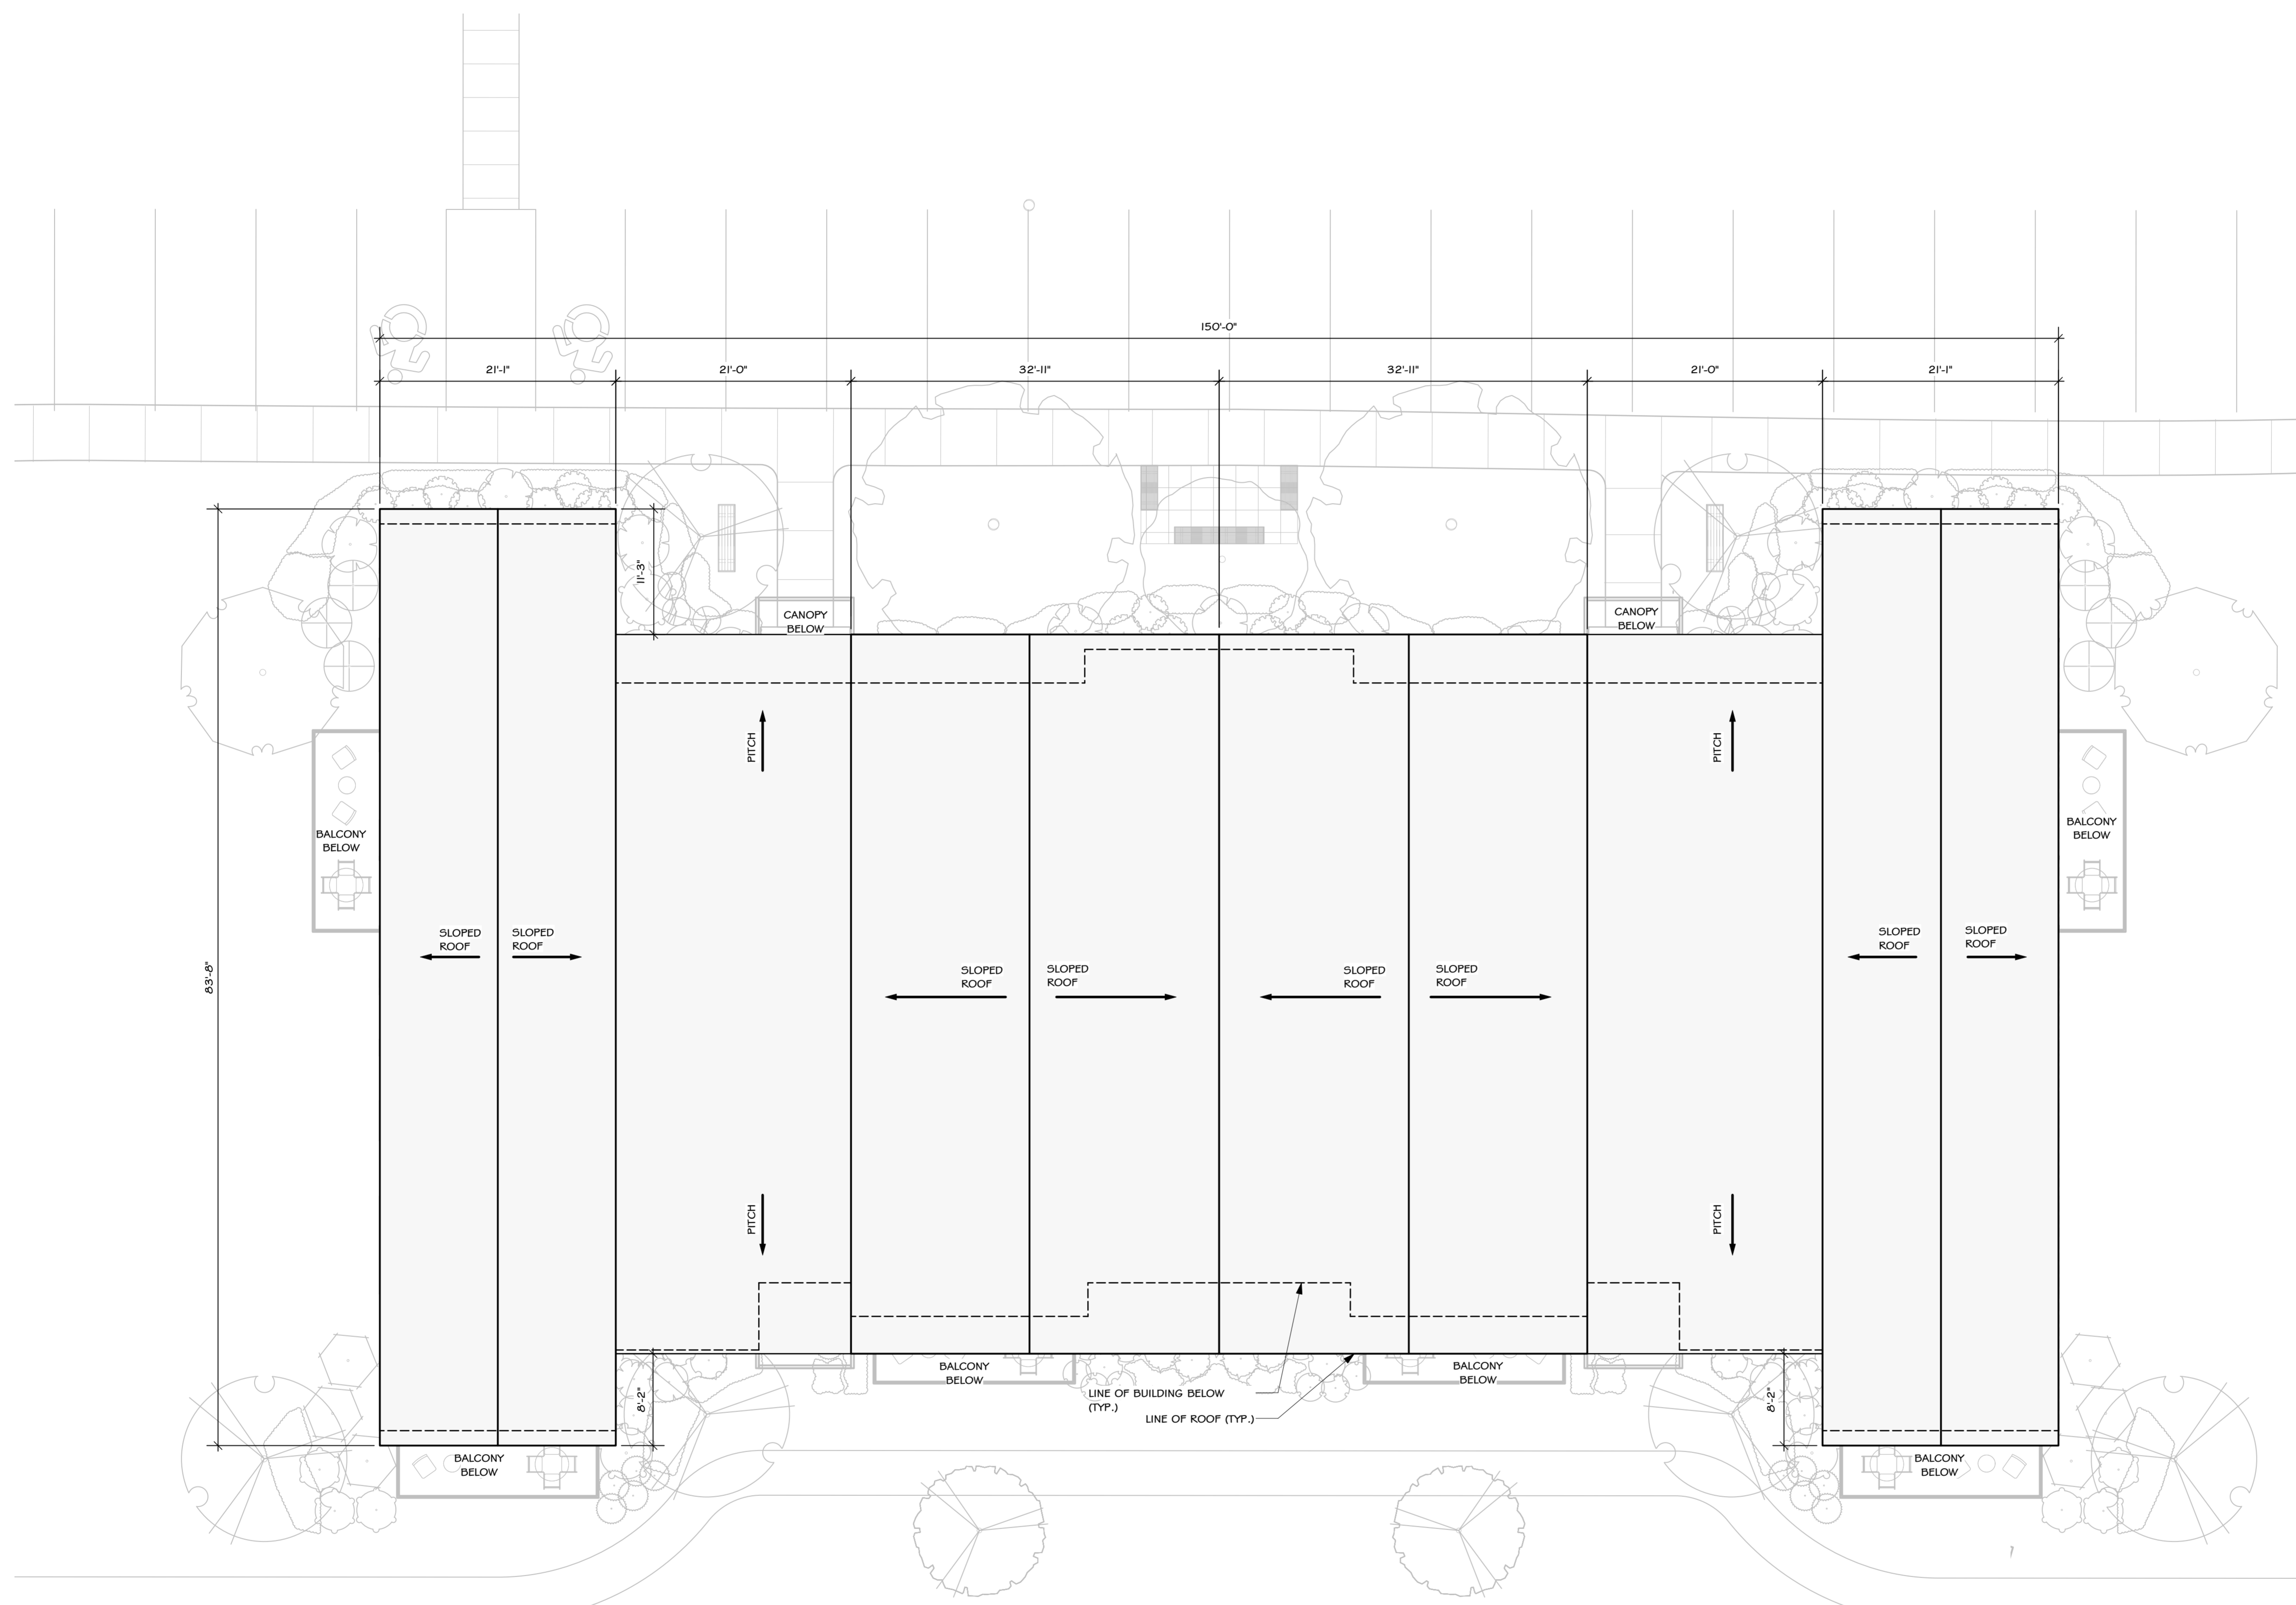 150'-0"
21'-1"
21'-0"
32'-11"
32'-11"
21'-0"
21'-1"
11'-3"
CANOPY
BELOW
CANOPY
BELOW
PITCH
PITCH
BALCONY
BELOW
BALCONY
BELOW
83'-8"
SLOPED
ROOF
SLOPED
ROOF
SLOPED
ROOF
SLOPED
ROOF
SLOPED
ROOF
SLOPED
ROOF
SLOPED
ROOF
SLOPED
ROOF
PITCH
PITCH
BALCONY
BELOW
BALCONY
BELOW
8'-2"
LINE OF BUILDING BELOW
(TYP.)
LINE OF ROOF (TYP.)
8'-2"
BALCONY
BELOW
BALCONY
BELOW